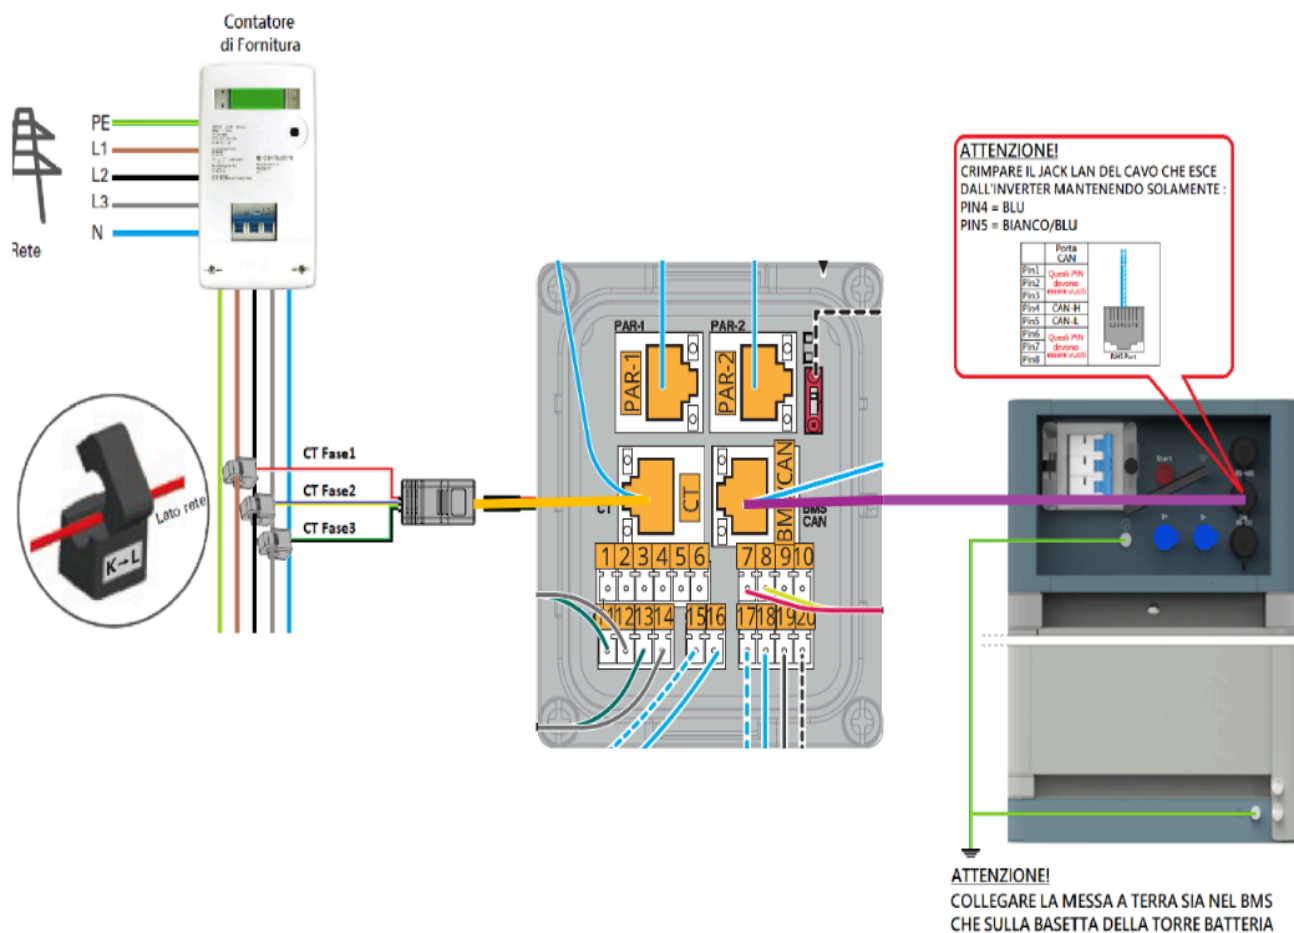 Contatore
di Fornitura
PE
L1
L2
L3
N
Rete
ATTENZIONE!
CRIMPARE IL JACK LAN DEL CAVO CHE ESCE
DALL'INVERTER MANTENENDO SOLAMENTE :
PIN4 = BLU
PIN5 = BIANCO/BLU
Porta
CAN
Pin1
Pin2
Pin3
Questi PIN
devono
essere vuoti
Pin4 CAN-H
Pin5 CAN-L
Pin6
Pin7
Pin8
Questi PIN
devono
essere vuoti
12345678
BMS Port
PAR-1 PAR-2
PAR-1
PAR-2
CT Fase1
CT Fase2
CT Fase3
Lato rete
K→L
CT
CT
BMS/CAN
BMS
CAN
1 2 3 4 5 6 7 8 9 10
11 12 13 14 15 16 17 18 19 20
Start
RS-485
ATTENZIONE!
COLLEGARE LA MESSA A TERRA SIA NEL BMS
CHE SULLA BASETTA DELLA TORRE BATTERIA